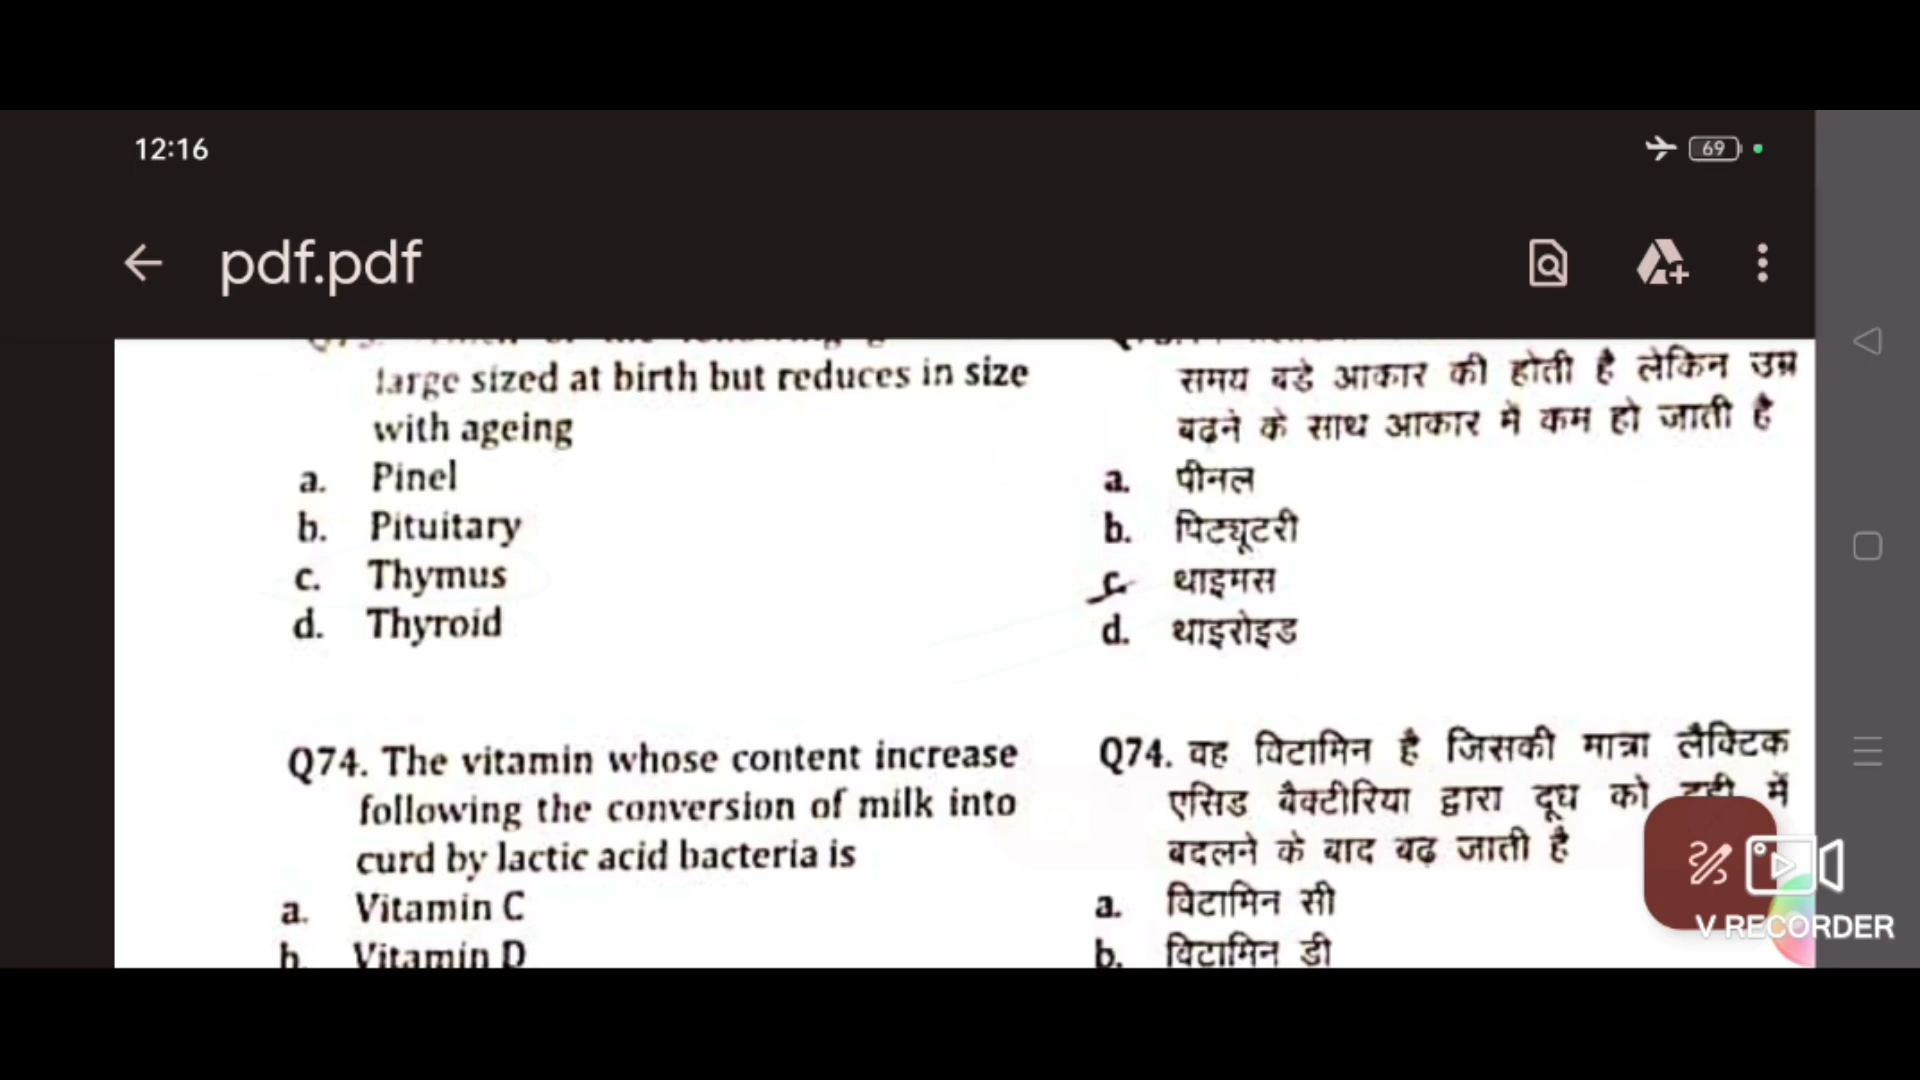 12:16
69
pdf.pdf
large sized at birth but reduces in size
with ageing
a. Pinel
b. Pituitary
c. Thymus
d. Thyroid
Q74. The vitamin whose content increase
following the conversion of milk into
curd by lactic acid bacteria is
a. Vitamin C
b. Vitamin D
समय बडे आकार की होती है लेकिन उम्र
बढने के साथ आकार में कम हो जाती है
a. पीनल
b. पिट्यूटरी
c. थाइमस
d. थाइरोइड
Q74. वह विटामिन है जिसकी मात्रा लैक्टिक
एसिड बैक्टीरिया द्वारा दूध को में
बदलने के बाद बढ़ जाती है
a. विटामिन सी
b. विटामिन डी
V RECORDER